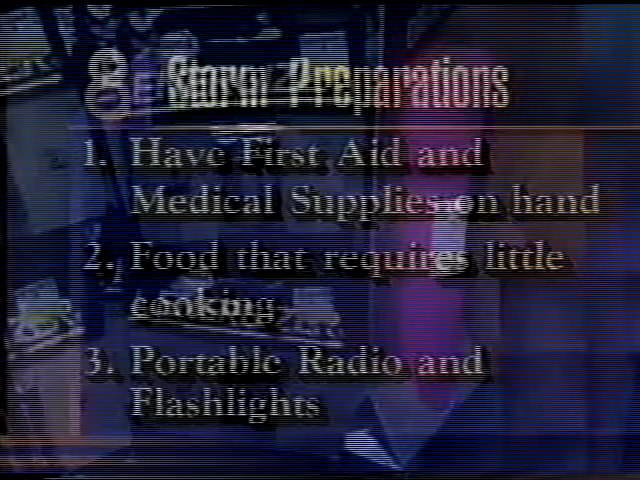 8 Storm Preparations
1. Have First Aid and
Medical Supplies on hand
2. Food that requires little
cooking
3. Portable Radio and
Flashlights